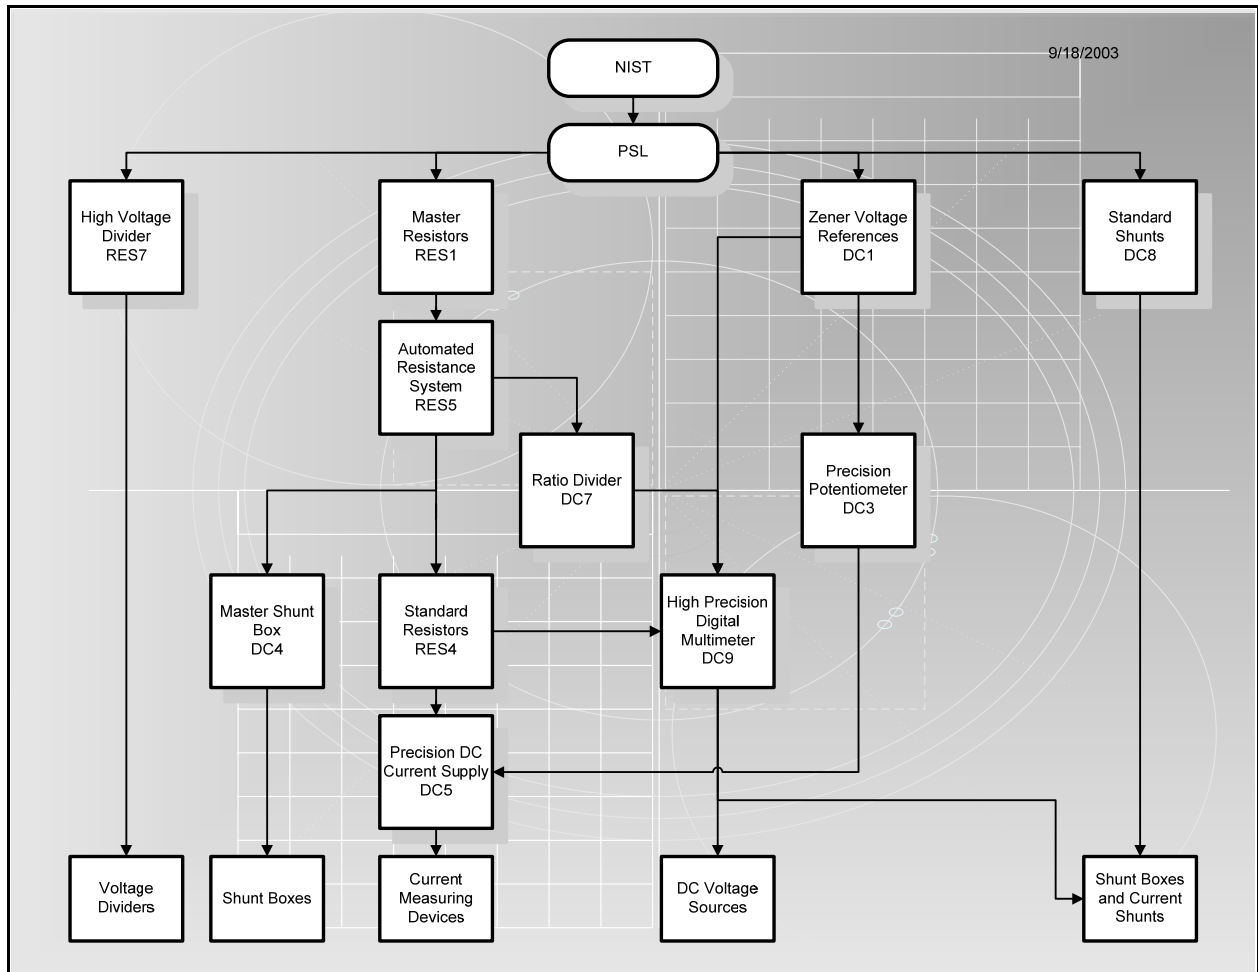 9/18/2003
NIST
PSL
High Voltage
Divider
RES7
Master
Resistors
RES1
Zener Voltage
References
DC1
Standard
Shunts
DC8
Automated
Resistance
System
RES5
Ratio Divider
DC7
Precision
Potentiometer
DC3
Master Shunt
Box
DC4
Standard
Resistors
RES4
High Precision
Digital
Multimeter
DC9
Precision DC
Current Supply
DC5
Voltage
Dividers
Shunt Boxes
Current
Measuring
Devices
DC Voltage
Sources
Shunt Boxes
and Current
Shunts